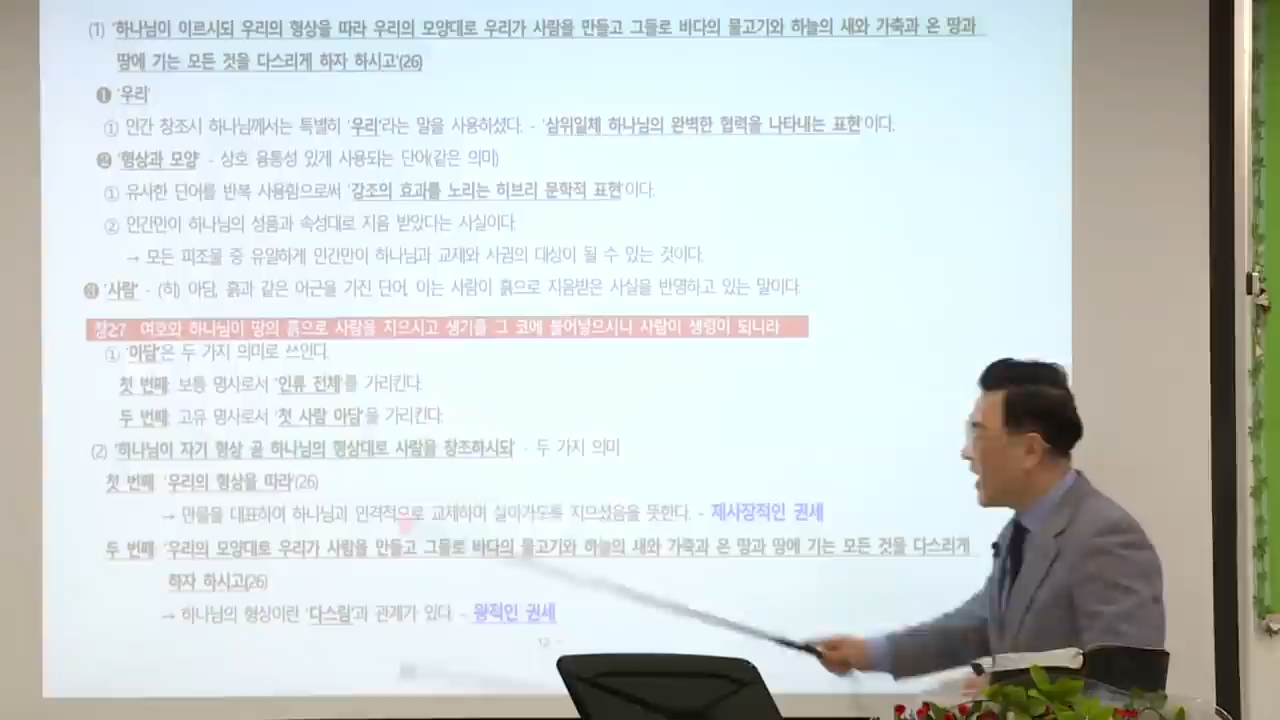 (1) '하나님이 이르시되 우리의 형상을 따라 우리의 모양대로 우리가 사람을 만들고 그들로 바다의 물고기와 하늘의 새와 가축과 온 땅과
땅에 기는 모든 것을 다스리게 하자 하시고'(26)
❶ '우리'
① 인간 창조시 하나님께서는 특별히 '우리'라는 말을 사용하셨다. - '삼위일체 하나님의 완벽한 협력을 나타내는 표현'이다.
❷ '형상과 모양' - 상호 융통성 있게 사용되는 단어(같은 의미)
① 유사한 단어를 반복 사용함으로써 '강조의 효과를 노리는 히브리 문학적 표현'이다.
② 인간만이 하나님의 성품과 속성대로 지음 받았다는 사실이다.
→ 모든 피조물 중 유일하게 인간만이 하나님과 교제와 사귐의 대상이 될 수 있는 것이다.
❸ '사람' - (히) 아담, 흙과 같은 어근을 가진 단어, 이는 사람이 흙으로 지음받은 사실을 반영하고 있는 말이다.
창2:7 여호와 하나님이 땅의 흙으로 사람을 지으시고 생기를 그 코에 불어넣으시니 사람이 생령이 되니라
① '아담'은 두 가지 의미로 쓰인다.
첫 번째: 보통 명사로서 '인류 전체'를 가리킨다.
두 번째: 고유 명사로서 '첫 사람 아담'을 가리킨다.
(2) '하나님이 자기 형상 곧 하나님의 형상대로 사람을 창조하시되' - 두 가지 의미
첫 번째: '우리의 형상을 따라'(26)
→ 만물을 대표하여 하나님과 인격적으로 교제하며 살아가도록 지으셨음을 뜻한다. - 제사장적인 권세
두 번째: '우리의 모양대로 우리가 사람을 만들고 그들로 바다의 물고기와 하늘의 새와 가축과 온 땅과 땅에 기는 모든 것을 다스리게
하자 하시고(26)
→ 하나님의 형상이란 '다스림'과 관계가 있다. - 왕적인 권세